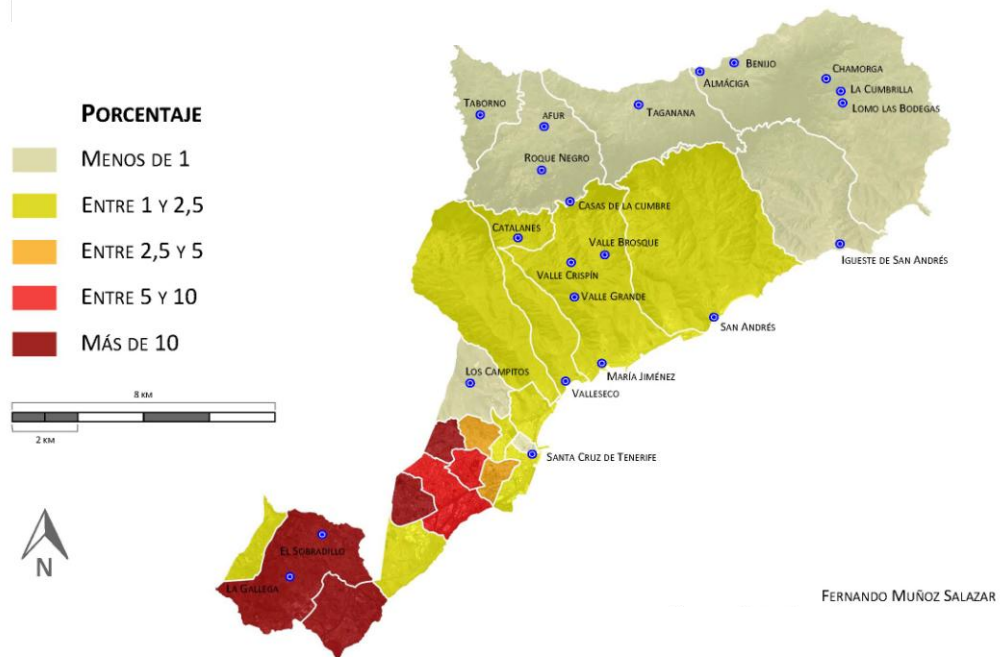 PORCENTAJE
MENOS DE 1
ENTRE 1 Y 2,5
ENTRE 2,5 Y 5
ENTRE 5 Y 10
MÁS DE 10
8 KM
2 KM
N
BENIJO
ALMÁCIGA
CHAMORGA
LA CUMBRILLA
LOMO LAS BODEGAS
TABORNO
AFUR
TAGANANA
ROQUE NEGRO
CASAS DE LA CUMBRE
CATALANES
VALLE BROSQUE
VALLE CRISPÍN
IGUESTE DE SAN ANDRÉS
VALLE GRANDE
SAN ANDRÉS
LOS CAMPITOS
MARÍA JIMÉNEZ
VALLESECO
SANTA CRUZ DE TENERIFE
EL SOBRADILLO
LA GALLEGA
FERNANDO MUÑOZ SALAZAR